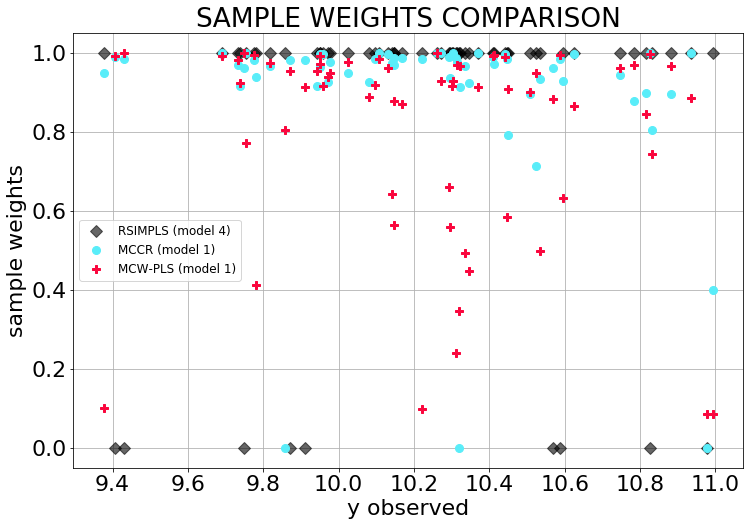 SAMPLE WEIGHTS COMPARISON
1.0
0.8
0.6
RSIMPLS (model 4)
MCCR (model 1)
MCW-PLS (model 1)
sample weights
0.4
0.2
0.0
9.4 9.6 9.8 10.0 10.2 10.4 10.6 10.8 11.0
y observed